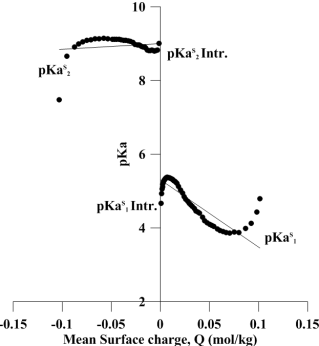 10
pKaS2 Intr.
8
pKaS2
pKa
6
pKaS1 Intr.
4
pKaS1
2
-0.15 -0.1 -0.05 0 0.05 0.1 0.15
Mean Surface charge, Q (mol/kg)